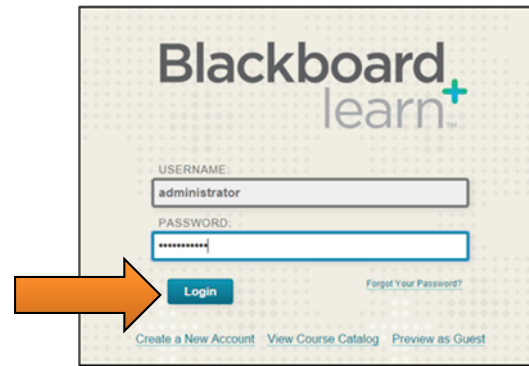 Blackboard
learn+™
USERNAME:
administrator
PASSWORD:
•••••••••••
Login
Forgot Your Password?
Create a New Account View Course Catalog Preview as Guest